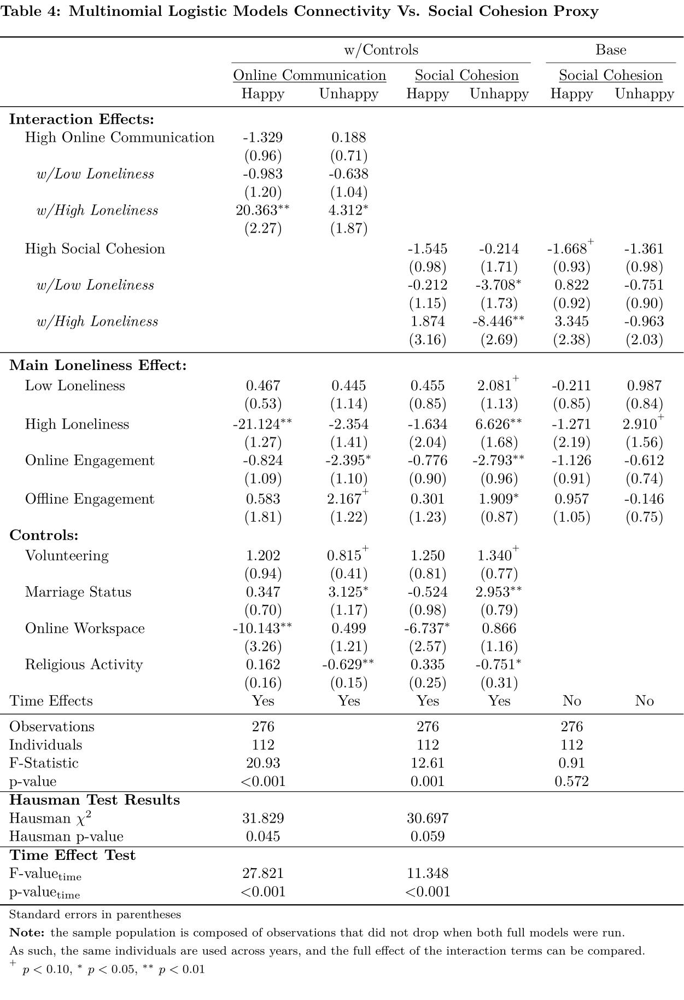 Table 4: Multinomial Logistic Models Connectivity Vs. Social Cohesion Proxy
w/Controls Base
Online Communication Social Cohesion Social Cohesion
Happy Unhappy Happy Unhappy Happy Unhappy
Interaction Effects:
High Online Communication -1.329 0.188
(0.96) (0.71)
w/Low Loneliness -0.983 -0.638
(1.20) (1.04)
w/High Loneliness 20.363** 4.312*
(2.27) (1.87)
High Social Cohesion -1.545 -0.214 -1.668+ -1.361
(0.98) (1.71) (0.93) (0.98)
w/Low Loneliness -0.212 -3.708* 0.822 -0.751
(1.15) (1.73) (0.92) (0.90)
w/High Loneliness 1.874 -8.446** 3.345 -0.963
(3.16) (2.69) (2.38) (2.03)
Main Loneliness Effect:
Low Loneliness 0.467 0.445 0.455 2.081+ -0.211 0.987
(0.53) (1.14) (0.85) (1.13) (0.85) (0.84)
High Loneliness -21.124** -2.354 -1.634 6.626** -1.271 2.910+
(1.27) (1.41) (2.04) (1.68) (2.19) (1.56)
Online Engagement -0.824 -2.395* -0.776 -2.793** -1.126 -0.612
(1.09) (1.10) (0.90) (0.96) (0.91) (0.74)
Offline Engagement 0.583 2.167+ 0.301 1.909* 0.957 -0.146
(1.81) (1.22) (1.23) (0.87) (1.05) (0.75)
Controls:
Volunteering 1.202 0.815+ 1.250 1.340+
(0.94) (0.41) (0.81) (0.77)
Marriage Status 0.347 3.125* -0.524 2.953**
(0.70) (1.17) (0.98) (0.79)
Online Workspace -10.143** 0.499 -6.737* 0.866
(3.26) (1.21) (2.57) (1.16)
Religious Activity 0.162 -0.629** 0.335 -0.751*
(0.16) (0.15) (0.25) (0.31)
Time Effects Yes Yes Yes Yes No No
Observations 276 276 276
Individuals 112 112 112
F-Statistic 20.93 12.61 0.91
p-value <0.001 0.001 0.572
Hausman Test Results
Hausman χ² 31.829 30.697
Hausman p-value 0.045 0.059
Time Effect Test
F-value_time 27.821 11.348
p-value_time <0.001 <0.001
Standard errors in parentheses
Note: the sample population is composed of observations that did not drop when both full models were run.
As such, the same individuals are used across years, and the full effect of the interaction terms can be compared.
+ p < 0.10, * p < 0.05, ** p < 0.01